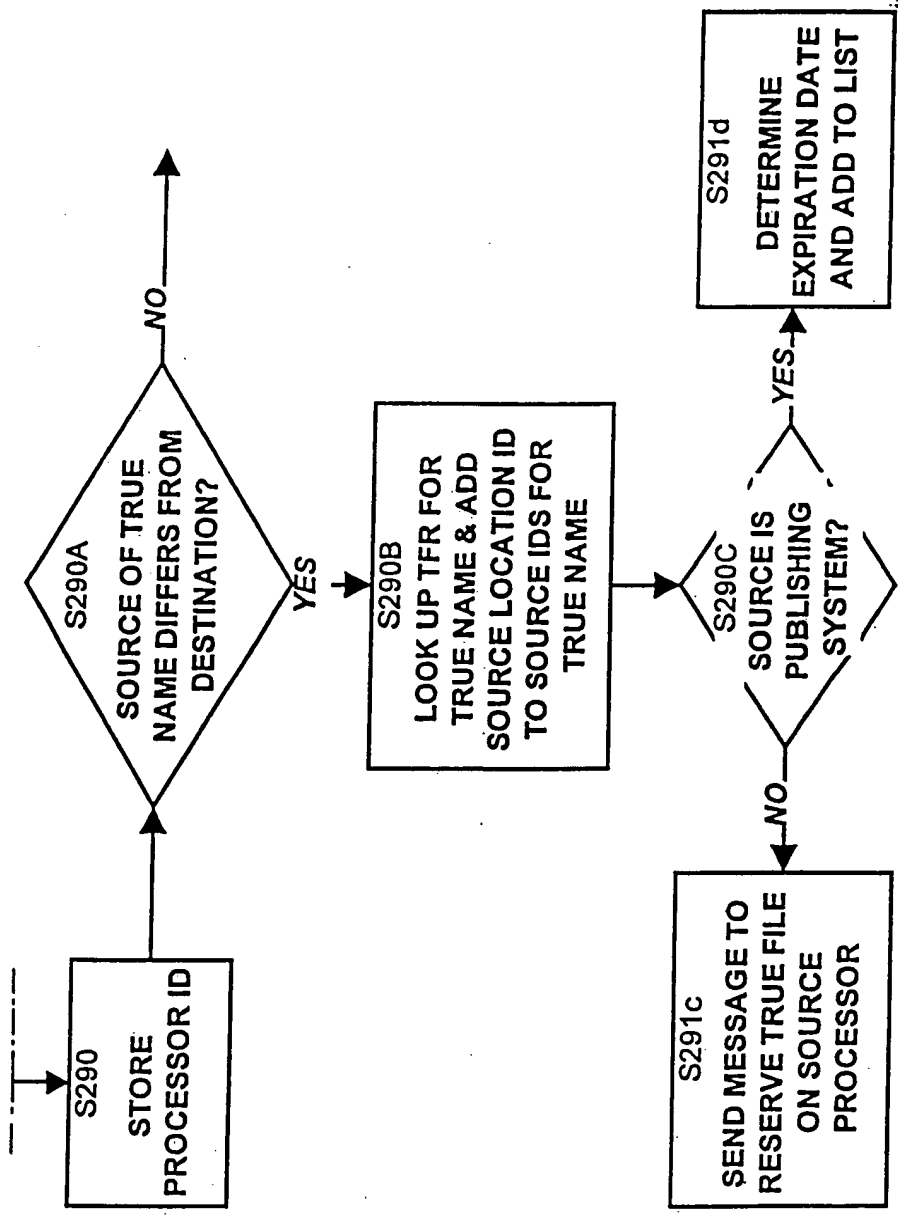 S290
STORE
PROCESSOR ID
S290A
SOURCE OF TRUE
NAME DIFFERS FROM
DESTINATION?
NO
YES
S290B
LOOK UP TFR FOR
TRUE NAME & ADD
SOURCE LOCATION ID
TO SOURCE IDS FOR
TRUE NAME
S290C
SOURCE IS
PUBLISHING
SYSTEM?
NO
YES
S291c
SEND MESSAGE TO
RESERVE TRUE FILE
ON SOURCE
PROCESSOR
S291d
DETERMINE
EXPIRATION DATE
AND ADD TO LIST